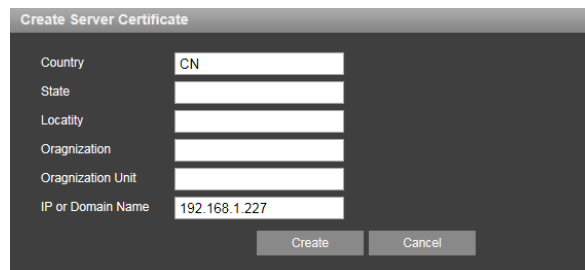 Create Server Certificate
Country CN
State
Locatity
Oragnization
Oragnization Unit
IP or Domain Name 192.168.1.227
Create Cancel